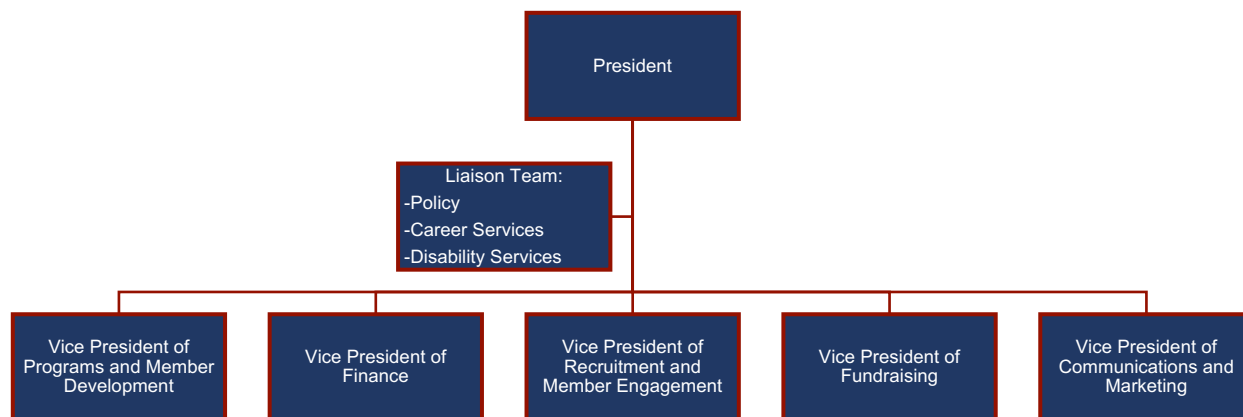 President
Liaison Team:
-Policy
-Career Services
-Disability Services
Vice President of
Programs and Member
Development
Vice President of
Finance
Vice President of
Recruitment and
Member Engagement
Vice President of
Fundraising
Vice President of
Communications and
Marketing